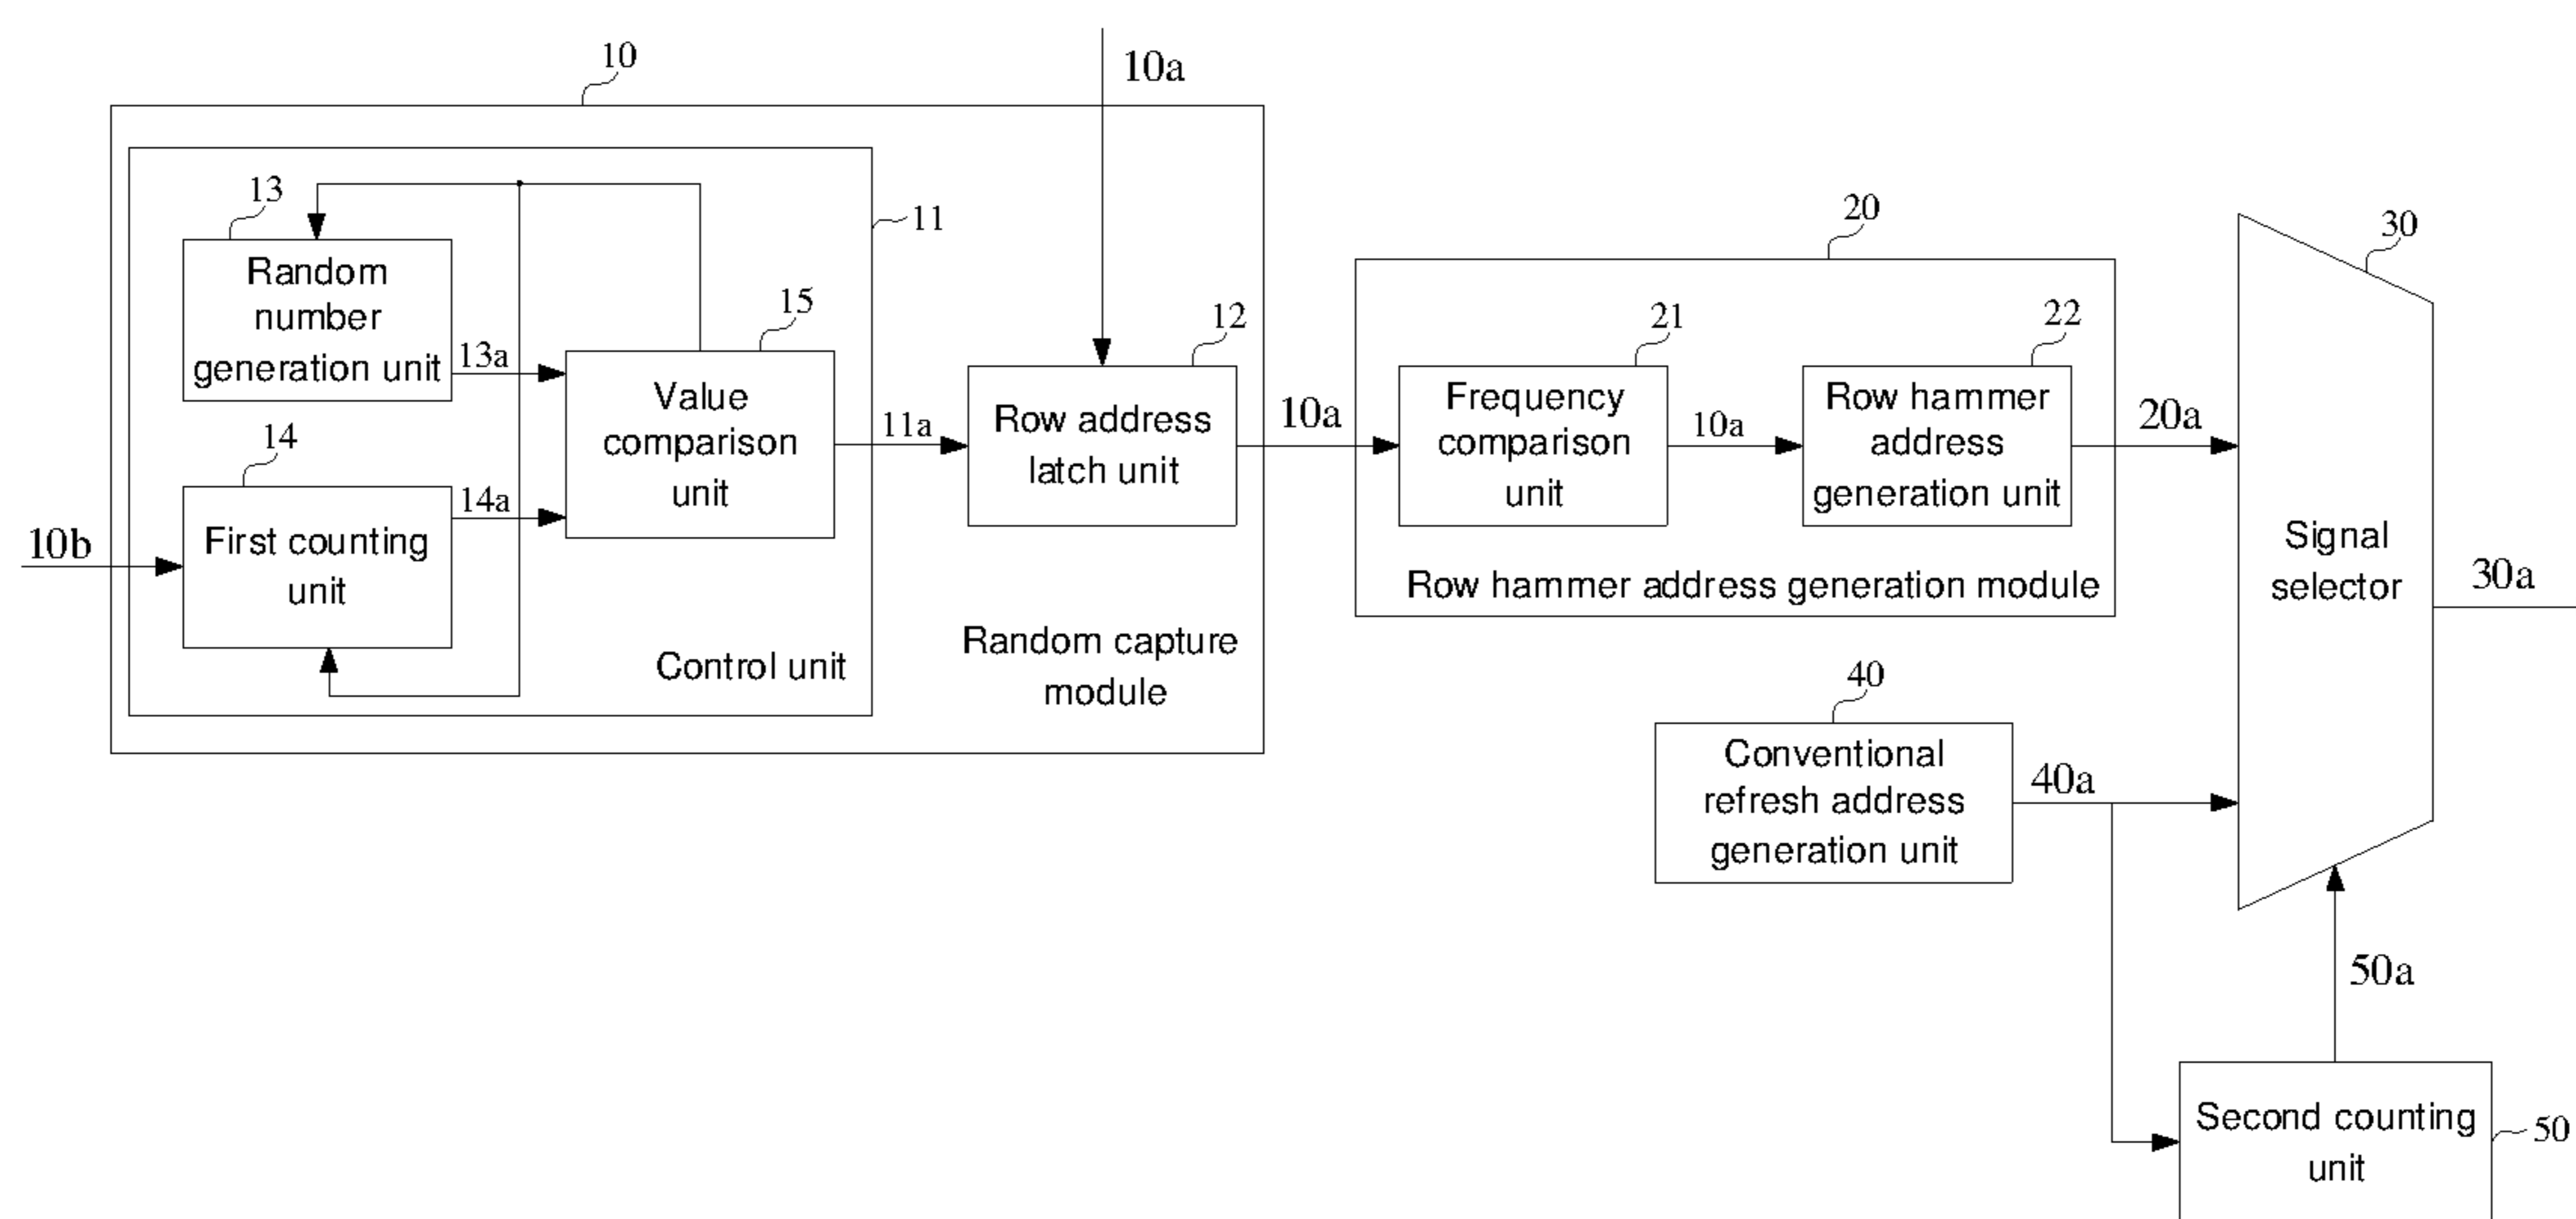 10
10a
13
11
Random
number
generation unit
13a
15
Value
comparison
unit
14
14a
First counting
unit
10b
11a
12
Row address
latch unit
Control unit
Random capture
module
10a
20
21
Frequency
comparison
unit
10a
22
Row hammer
address
generation unit
Row hammer address generation module
20a
30
Signal
selector
30a
40
Conventional
refresh address
generation unit
40a
50a
Second counting
unit
50